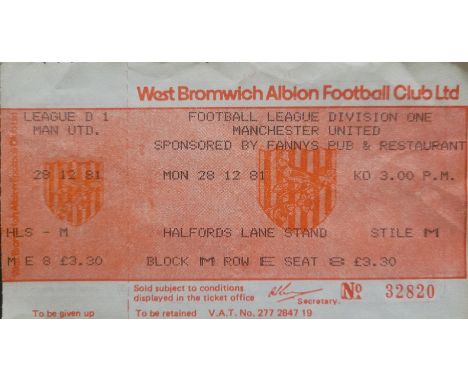 West Bromwich Albion Football Club Ltd
LEAGUE D 1
MAN UTD.
28 12 81
HLS - M
M E 8 £3.30
To be given up
FOOTBALL LEAGUE DIVISION ONE
MANCHESTER UNITED
SPONSORED BY FANNYS PUB & RESTAURANT
MON 28 12 81 KO 3.00 P.M.
HALFORDS LANE STAND STILE M
BLOCK M ROW E SEAT 8 £3.30
Sold subject to conditions
displayed in the ticket office
Secretary.
No 32820
To be retained V.A.T. No. 277 2847 19